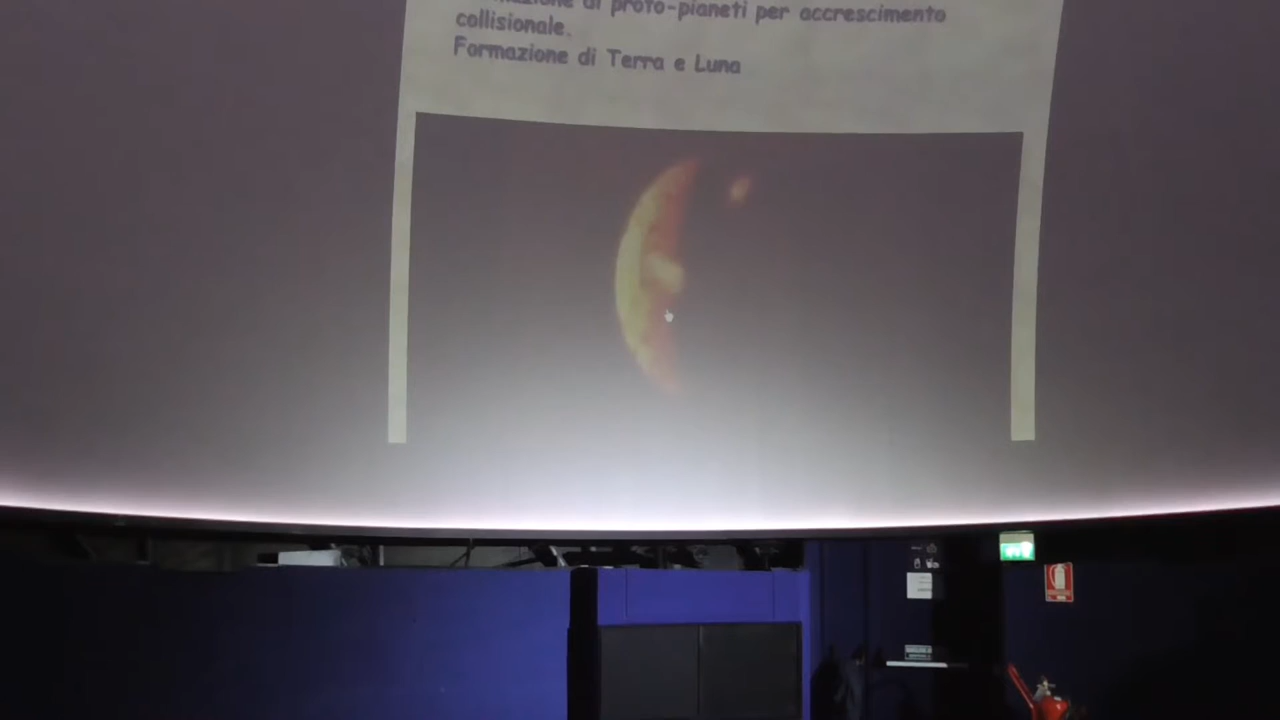 di proto-pianeti per accrescimento
collisionale.
Formazione di Terra e Luna